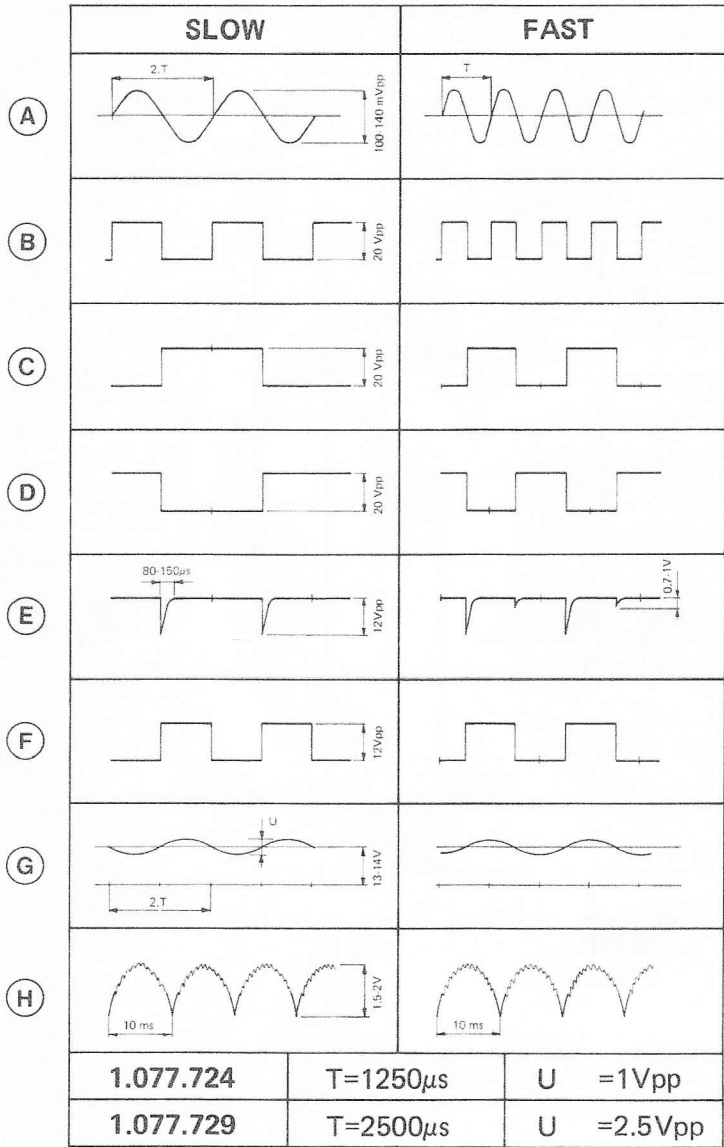 SLOW FAST
A
2.T
100-140 mVpp
T
B
20 Vpp
C
20 Vpp
D
20 Vpp
E
80-150µs
12Vpp
0.7-1V
F
12Vpp
G
U
13-14V
2.T
H
10 ms
1.5-2V
10 ms
1.077.724 T=1250µs U =1Vpp
1.077.729 T=2500µs U =2.5Vpp